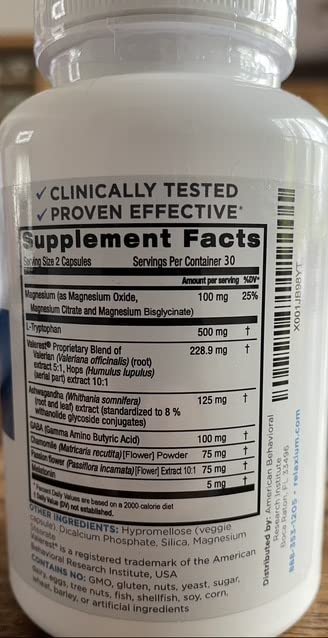 ✓ CLINICALLY TESTED
✓ PROVEN EFFECTIVE*
Supplement Facts
Serving Size 2 Capsules Servings Per Container 30
Amount per serving %DV*
Magnesium (as Magnesium Oxide, 100 mg 25%
Magnesium Citrate and Magnesium Bisglycinate)
L-Tryptophan 500 mg †
Valerest® Proprietary Blend of 228.9 mg †
Valerian (Valeriana officinalis) (root)
extract 5:1, Hops (Humulus lupulus)
(aerial part) extract 10:1
Ashwagandha (Whithania somnifera) 125 mg †
root and leaf) extract (standardized to 8 %
withanolide glycoside conjugates)
GABA (Gamma Amino Butyric Acid) 100 mg †
Chamomile (Matricaria recutita) [Flower] Powder 75 mg †
Passion flower (Passiflora incarnata) [Flower] Extract 10:1 75 mg †
Melatonin 5 mg †
* Percent Daily Values are based on a 2000 calorie diet
† Daily Value (DV) not established.
OTHER INGREDIENTS: Hypromellose (veggie
capsule), Dicalcium Phosphate, Silica, Magnesium
Stearate
Valerest® is a registered trademark of the American
Behavioral Research Institute, USA
CONTAINS NO: GMO, gluten, nuts, yeast, sugar,
eggs, tree nuts, fish, shellfish, soy, corn,
wheat, barley, or artificial ingredients
X001JB98YT
Distributed by: American Behavioral
Research Institute
Boca Raton, FL 33496
888-353-1205 • relaxium.com